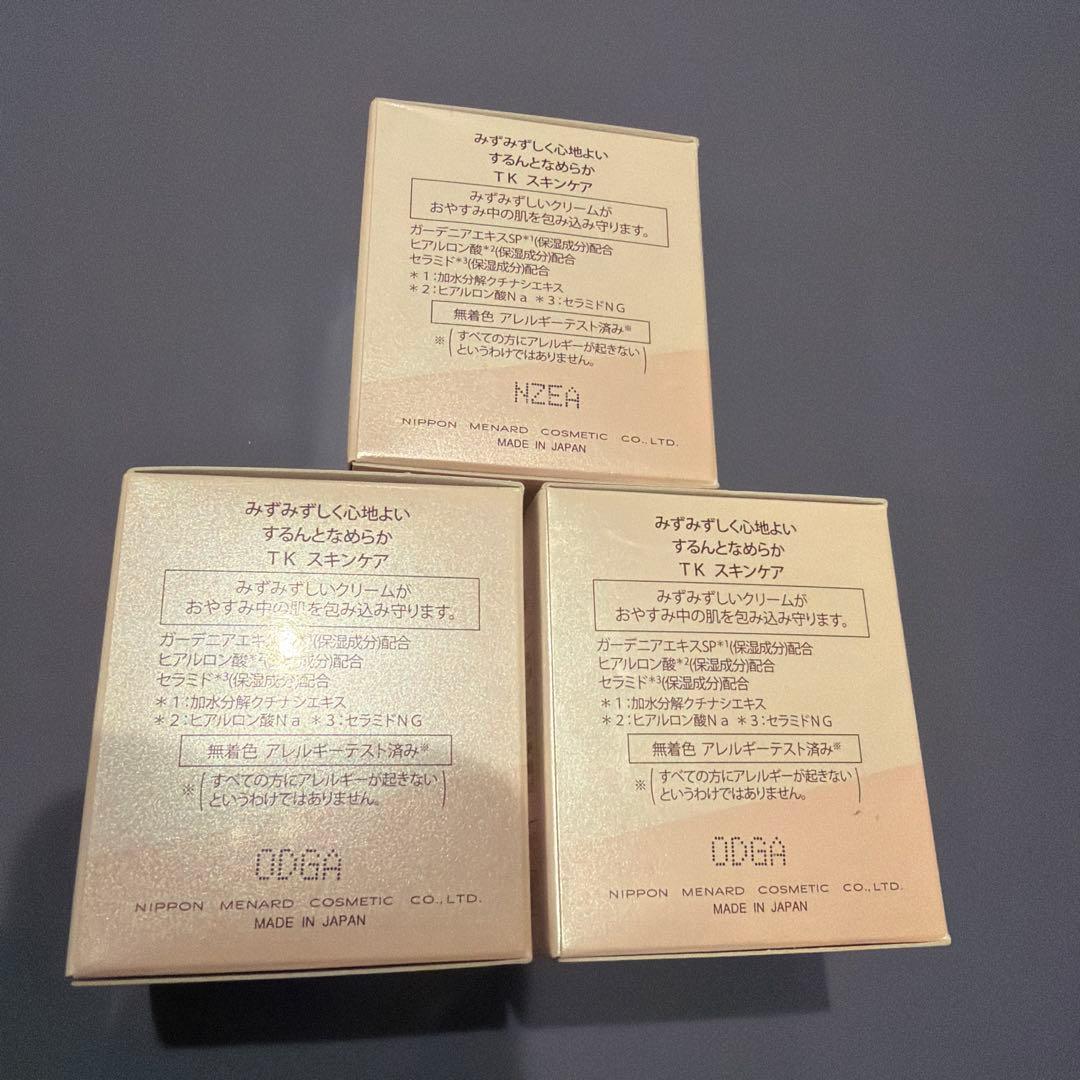 みずみずしく心地よい
するんとなめらか
TK スキンケア
みずみずしいクリームが
おやすみ中の肌を包み込み守ります。
ガーデニアエキスSP*1(保湿成分)配合
ヒアルロン酸*2(保湿成分)配合
セラミド*3(保湿成分)配合
*1:加水分解クチナシエキス
*2:ヒアルロン酸Na *3:セラミドNG
無着色 アレルギーテスト済み※
※(すべての方にアレルギーが起きない
というわけではありません。)
NZEA
NIPPON MENARD COSMETIC CO.,LTD.
MADE IN JAPAN
みずみずしく心地よい
するんとなめらか
TK スキンケア
みずみずしいクリームが
おやすみ中の肌を包み込み守ります。
ガーデニアエキ(保湿成分)配合
ヒアルロン酸成分)配合
セラミド*3(保湿成分)配合
*1:加水分解クチナシエキス
*2:ヒアルロン酸Na *3:セラミドNG
無着色 アレルギーテスト済み※
※(すべての方にアレルギーが起きない
というわけではありません。)
ODGA
NIPPON MENARD COSMETIC CO.,LTD.
MADE IN JAPAN
みずみずしく心地よい
するんとなめらか
TK スキンケア
みずみずしいクリームが
おやすみ中の肌を包み込み守ります。
ガーデニアエキスSP*1(保湿成分)配合
ヒアルロン酸*2(保湿成分)配合
セラミド*3(保湿成分)配合
*1:加水分解クチナシエキス
*2:ヒアルロン酸Na *3:セラミドNG
無着色 アレルギーテスト済み※
※(すべての方にアレルギーが起きない
というわけではありません。)
ODGA
NIPPON MENARD COSMETIC CO.,LTD.
MADE IN JAPAN